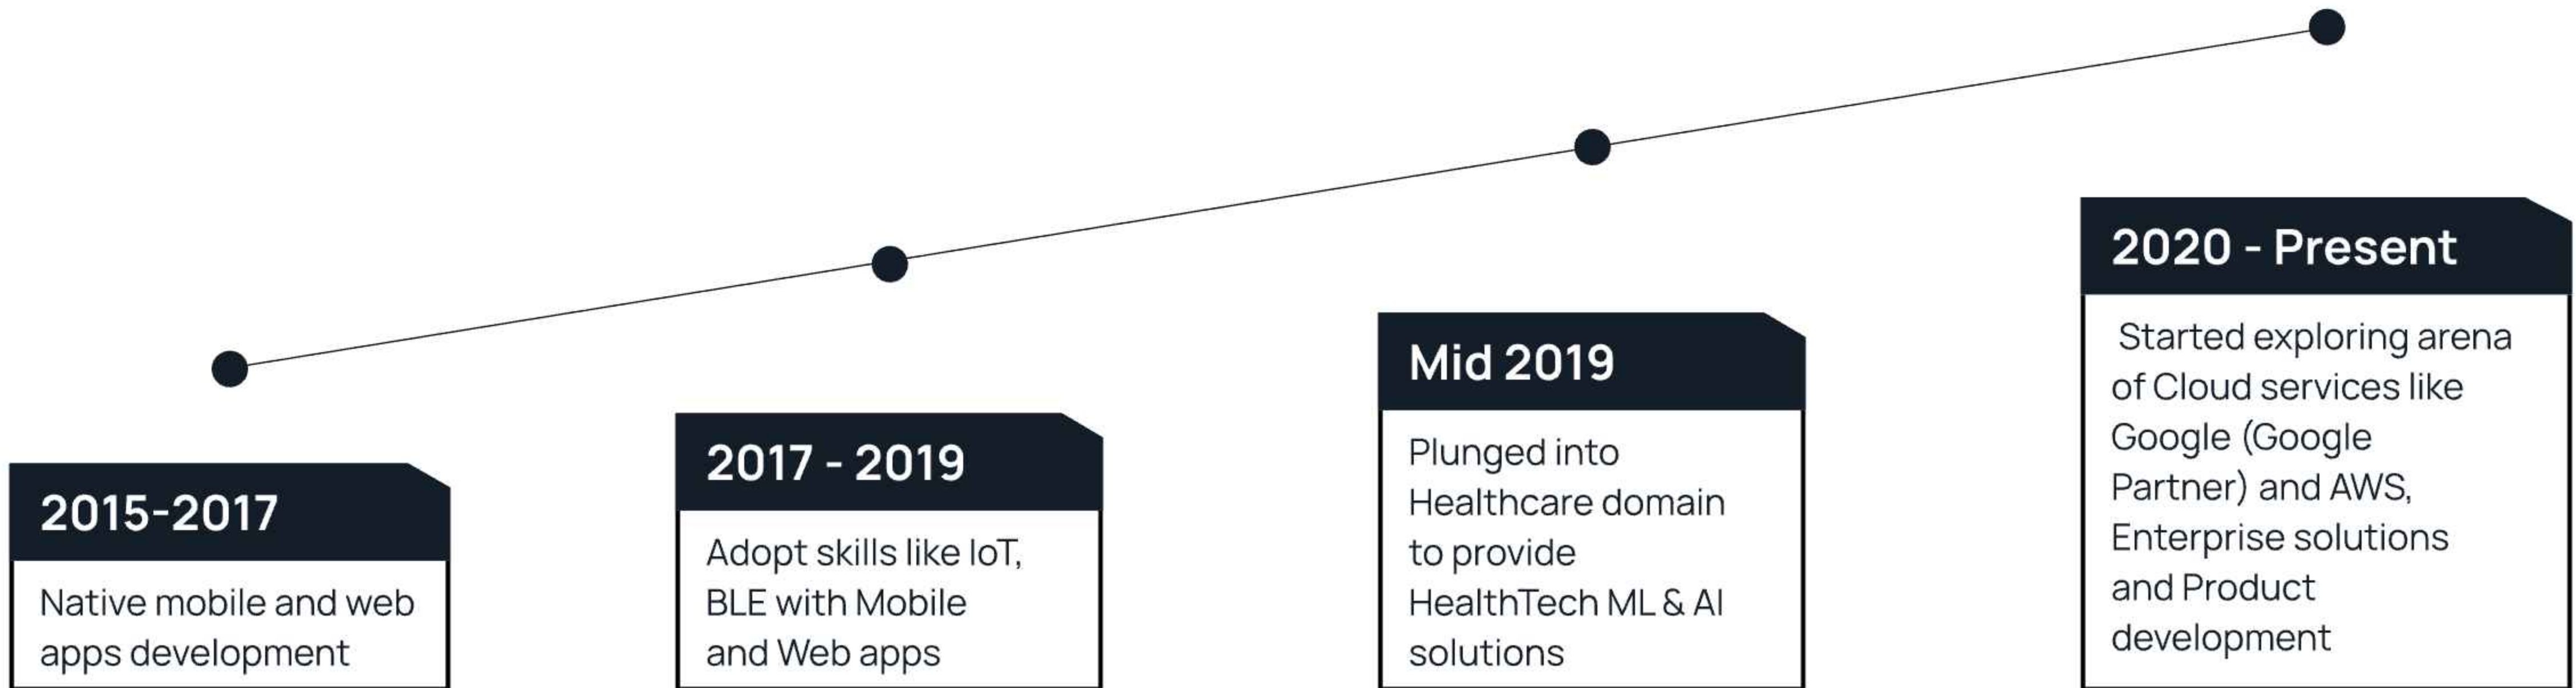 2015-2017
Native mobile and web
apps development
2017 - 2019
Adopt skills like IoT,
BLE with Mobile
and Web apps
Mid 2019
Plunged into
Healthcare domain
to provide
HealthTech ML & AI
solutions
2020 - Present
Started exploring arena
of Cloud services like
Google (Google
Partner) and AWS,
Enterprise solutions
and Product
development